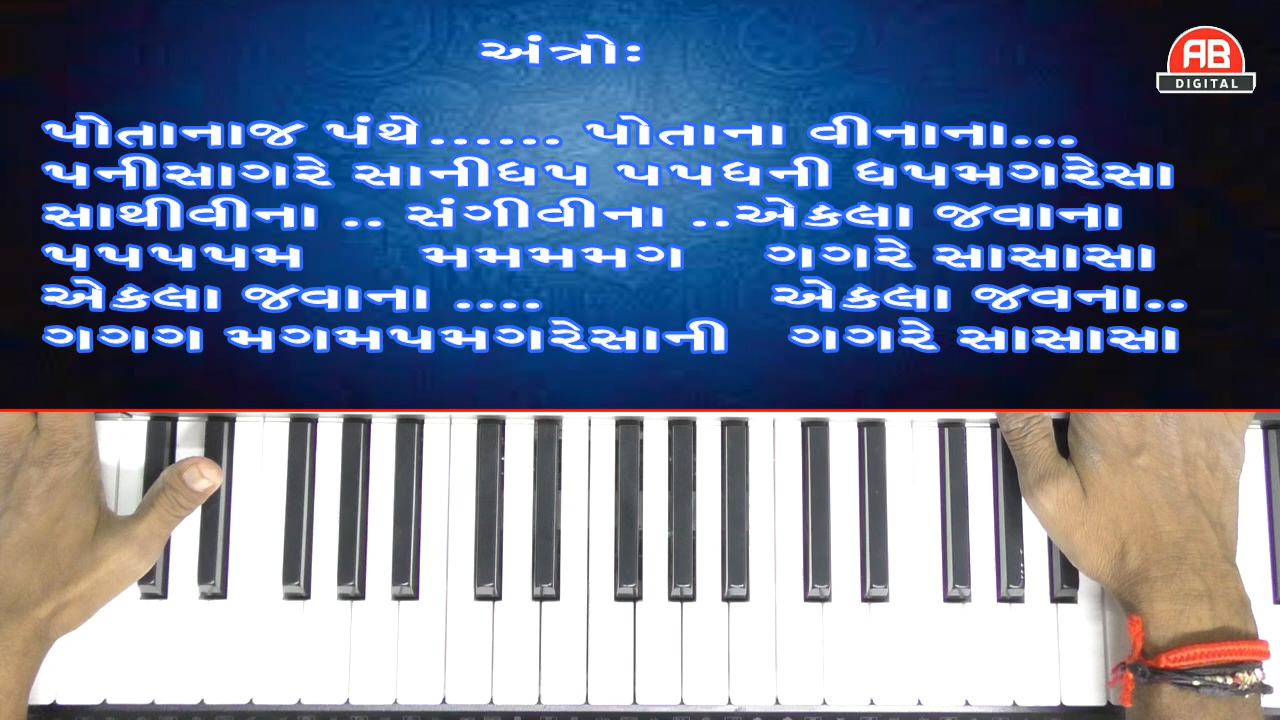 અંત્રોઃ
AB
DIGITAL
પોતાનાજ પંથે...... પોતાના વીનાના...
પનીસાગરે સાનીધપ પપધની ધપમગરેસા
સાથીવીના .. સંગીવીના ..એકલા જવાના
પપપપમ મમમમગ ગગરે સાસાસા
એકલા જવાના .... એકલા જવના..
ગગગ મગમપમગરેસાની ગગરે સાસાસા